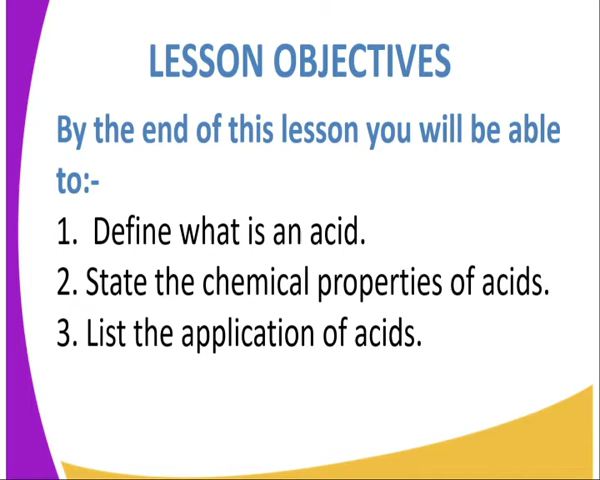 LESSON OBJECTIVES
By the end of this lesson you will be able
to:-
1.  Define what is an acid.
2. State the chemical properties of acids.
3. List the application of acids.